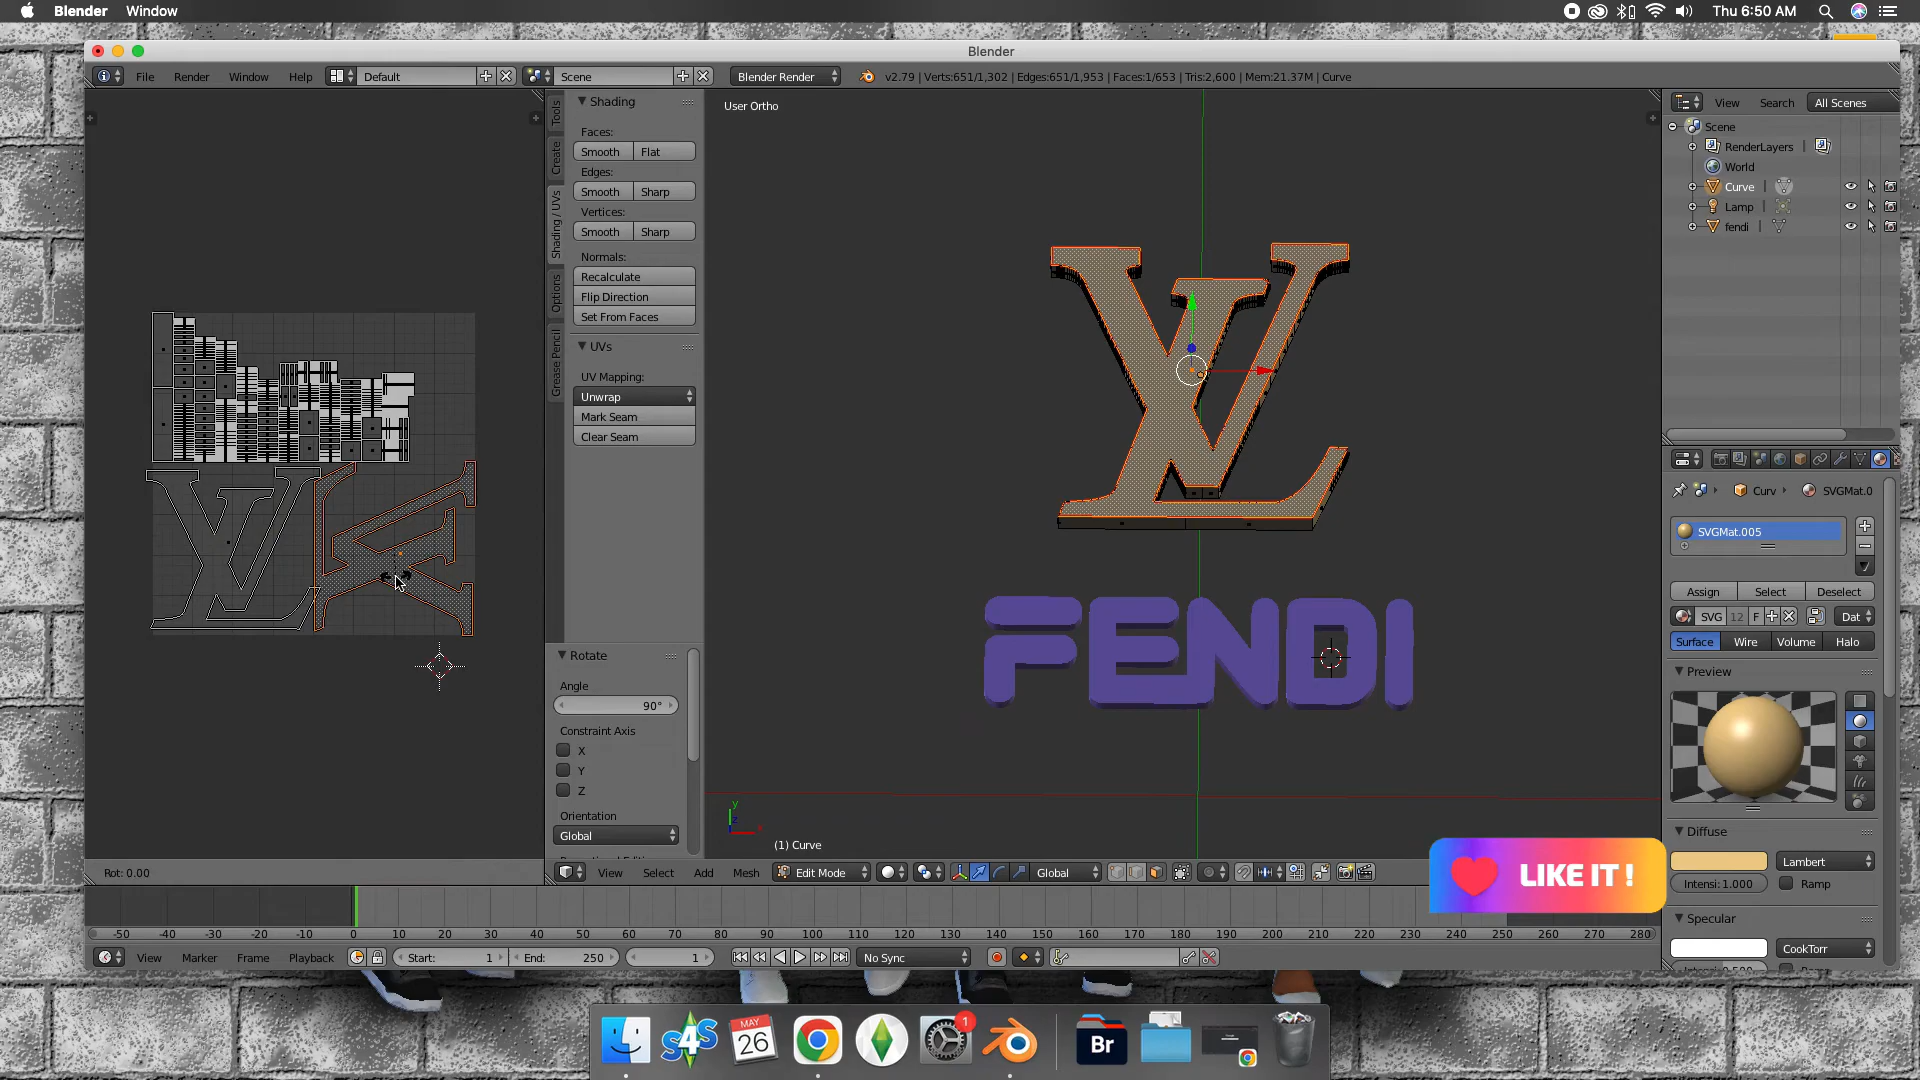 Blender Window
Thu 6:50 AM
Blender
File Render Window Help Default Scene Blender Render v2.79 | Verts:651/1,302 | Edges:651/1,953 | Faces:1/653 | Tris:2,600 | Mem:21.37M | Curve
Tools
Create
Shading / UVs
Options
Grease Pencil
Shading
Faces:
Smooth Flat
Edges:
Smooth Sharp
Vertices:
Smooth Sharp
Normals:
Recalculate
Flip Direction
Set From Faces
UVs
UV Mapping:
Unwrap
Mark Seam
Clear Seam
Rotate
Angle
90°
Constraint Axis
X
Y
Z
Orientation
Global
User Ortho
LV
FENDI
y
z
x
(1) Curve
View Search All Scenes
Scene
RenderLayers |
World
Curve |
Lamp |
fendi |
Curv SVGMat.0
SVGMat.005
Assign Select Deselect
SVG 12 F Dat
Surface Wire Volume Halo
Preview
Diffuse
Lambert
Intensi: 1.000 Ramp
Specular
CookTorr
Rot: 0.00
View Select Add Mesh Edit Mode Global
LIKE IT !
-50 -40 -30 -20 -10 0 10 20 30 40 50 60 70 80 90 100 110 120 130 140 150 160 170 180 190 200 210 220 230 240 250 260 270 280
View Marker Frame Playback Start: 1 End: 250 1 No Sync
S4S
MAY
26
1
Br